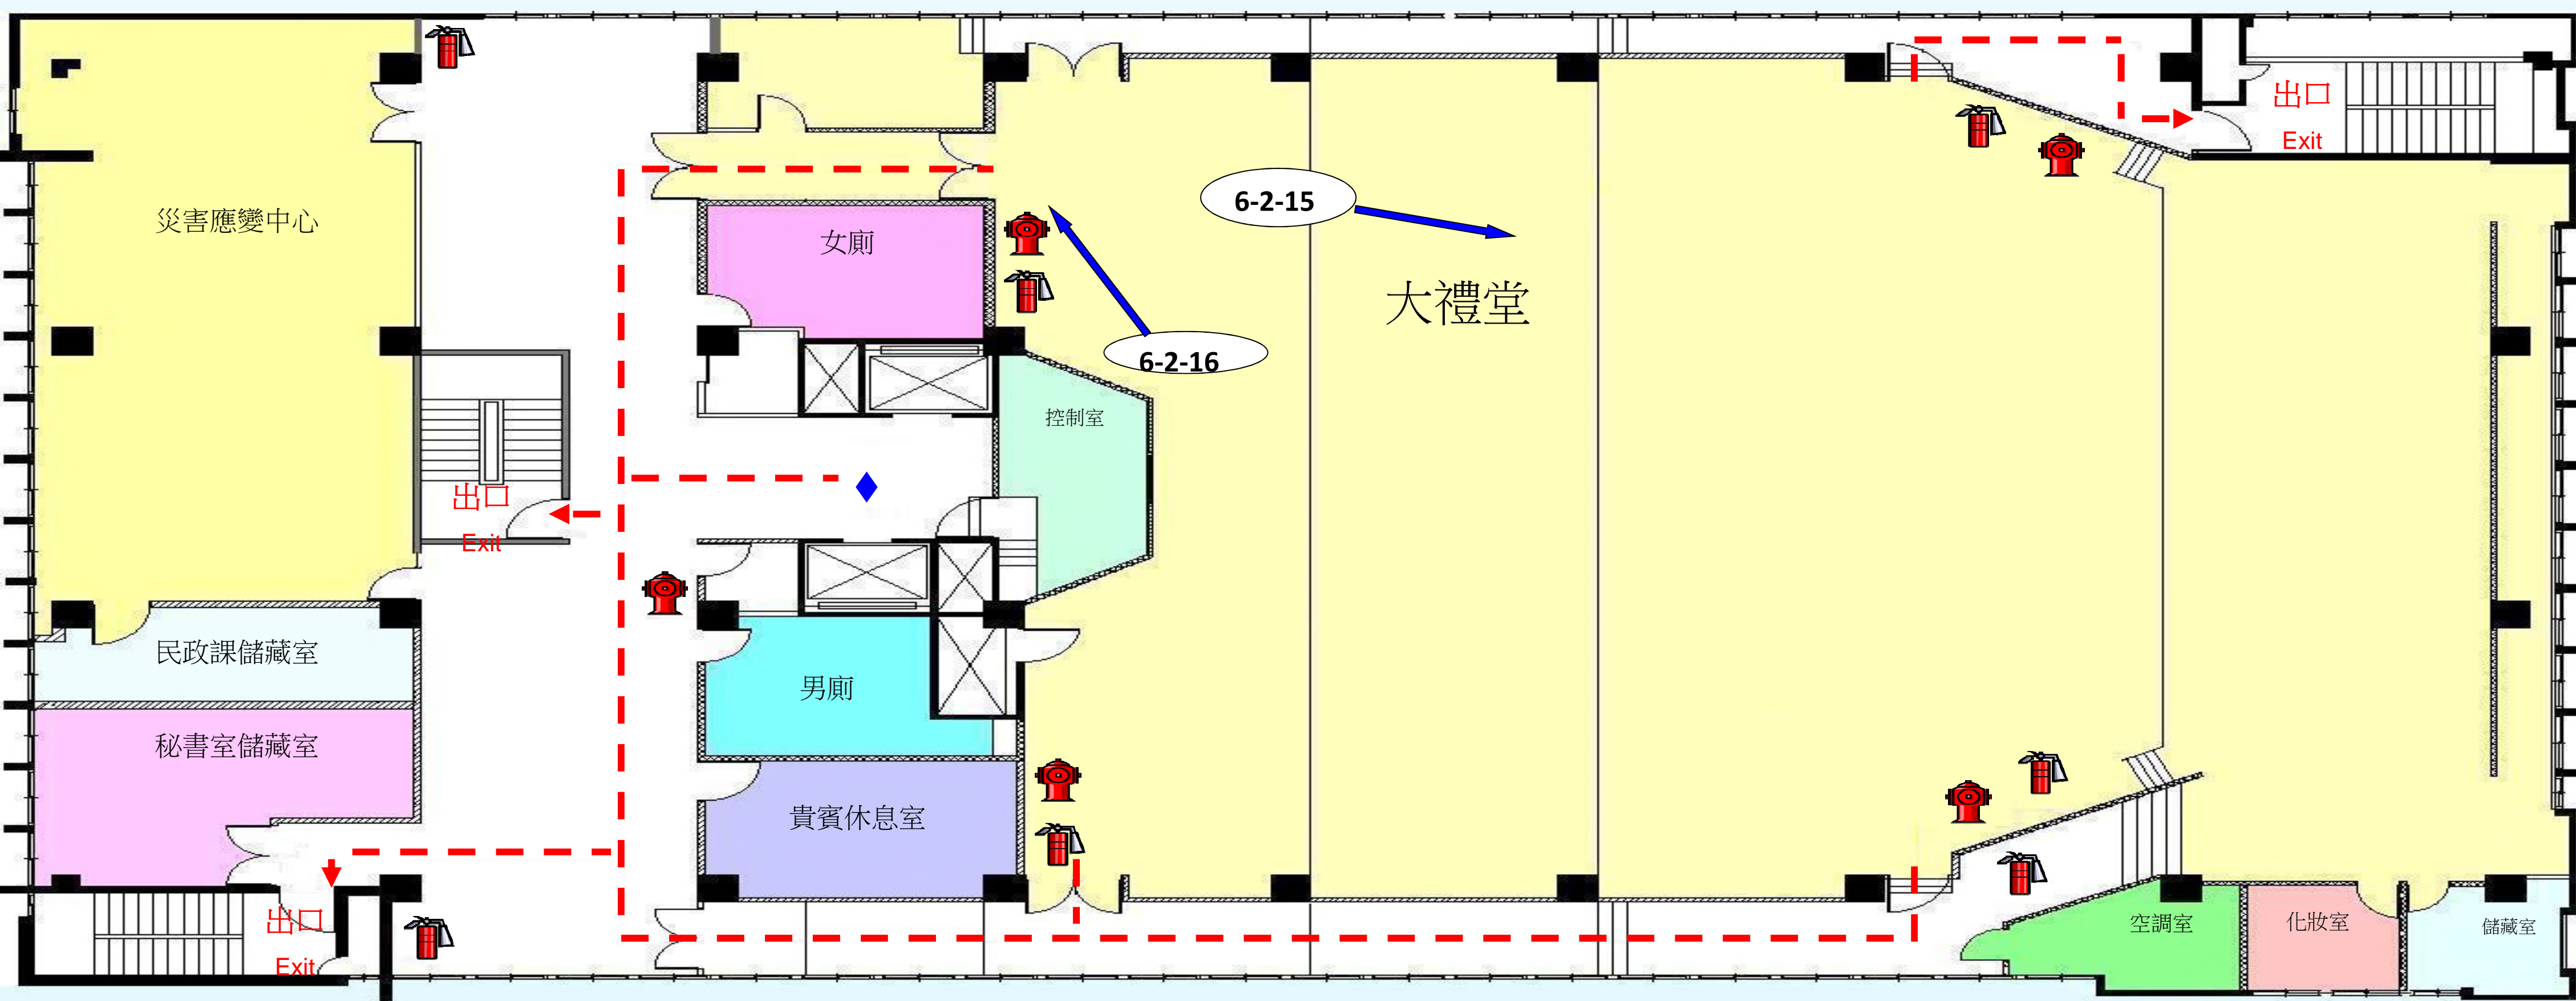 出口
Exit
災害應變中心
女廁
6-2-15
大禮堂
6-2-16
控制室
出口
Exit
民政課儲藏室
男廁
秘書室儲藏室
貴賓休息室
出口
Exit
空調室
化妝室
儲藏室